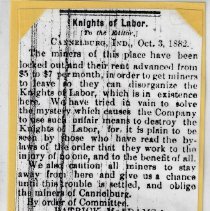 Knights of Labor.
To the Editor.
CANNELBURG, IND., Oct. 3, 1882.
The miners of this place have been
locked out and their rent advanced from
$5 to $7 per month, in order to get miners
to leave so they can disorganize the
Knights of Labor, which is in existence
here. We have tried in vain to solve
the mystery which causes the Company
to use such unfair means to destroy the
Knights of Labor, for it is plain to be
seen by those who have read the by-
laws of the order that they work to the
injury of no one, and to the benefit of all.
We also caution all miners to stay
away from here and give us a chance
until this trouble is settled, and oblige
the miners of Cannelburg.
By order of Committee.
PATRICK